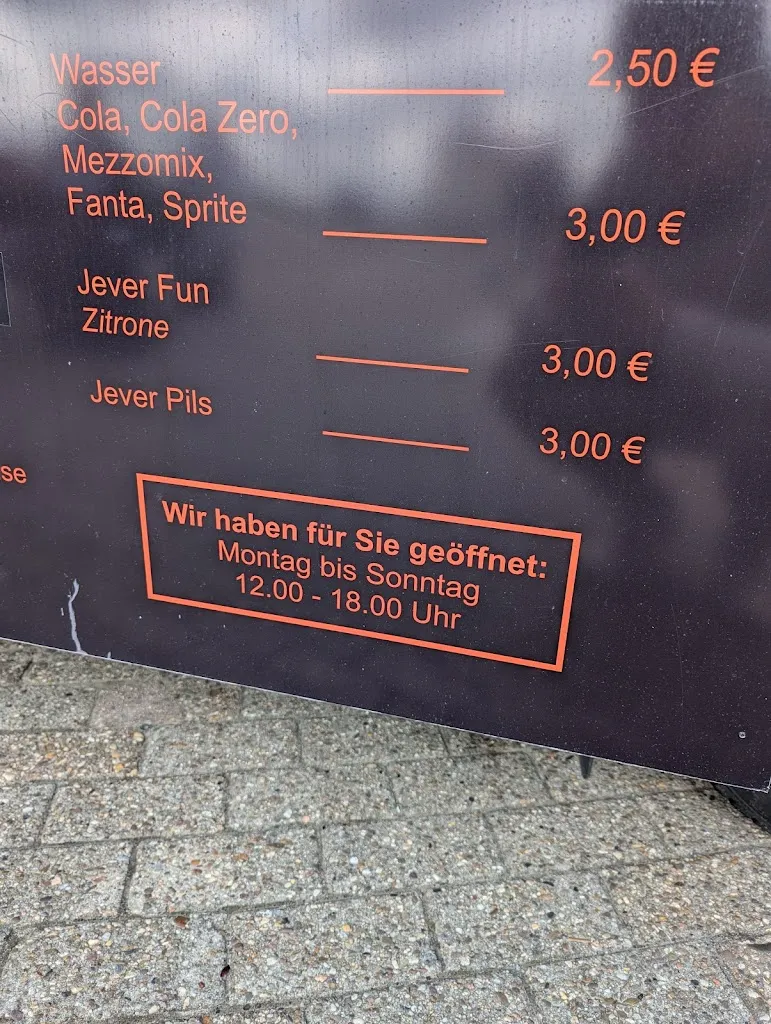 Wasser 2,50 €
Cola, Cola Zero,
Mezzomix,
Fanta, Sprite 3,00 €
Jever Fun
Zitrone 3,00 €
Jever Pils 3,00 €
Wir haben für Sie geöffnet:
Montag bis Sonntag
12.00 - 18.00 Uhr